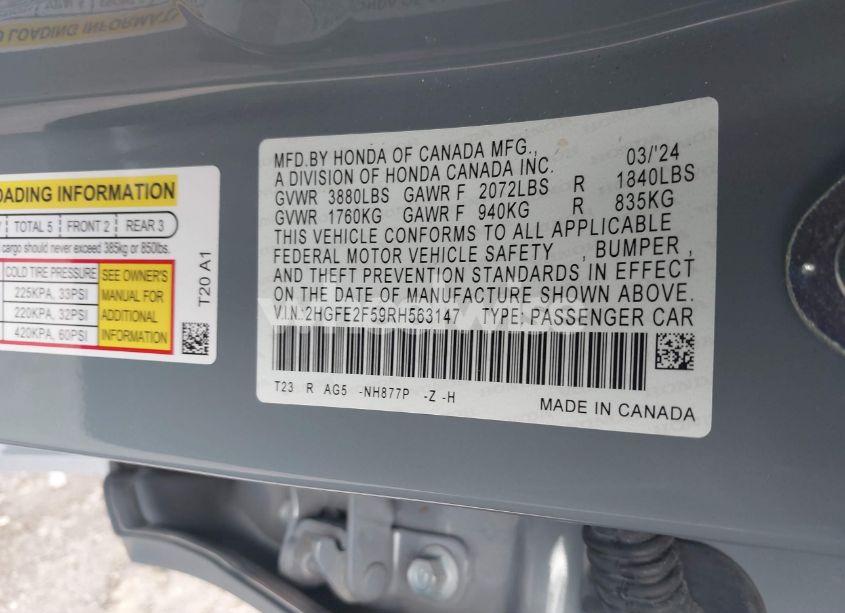 OADING INFORMATION
TOTAL 5 FRONT 2 REAR 3
cargo should never exceed 385kg or 850lbs.
COLD TIRE PRESSURE SEE OWNER'S
225KPA, 33PSI MANUAL FOR
220KPA, 32PSI ADDITIONAL
420KPA, 60PSI INFORMATION
T20 A1
MFD.BY HONDA OF CANADA MFG., 03/'24
A DIVISION OF HONDA CANADA INC.
GVWR 3880LBS GAWR F 2072LBS R 1840LBS
GVWR 1760KG GAWR F 940KG R 835KG
THIS VEHICLE CONFORMS TO ALL APPLICABLE
FEDERAL MOTOR VEHICLE SAFETY , BUMPER ,
AND THEFT PREVENTION STANDARDS IN EFFECT
ON THE DATE OF MANUFACTURE SHOWN ABOVE.
V.I.N.:2HGFE2F59RH563147 TYPE: PASSENGER CAR
T23 R AG5 -NH877P -Z -H
MADE IN CANADA